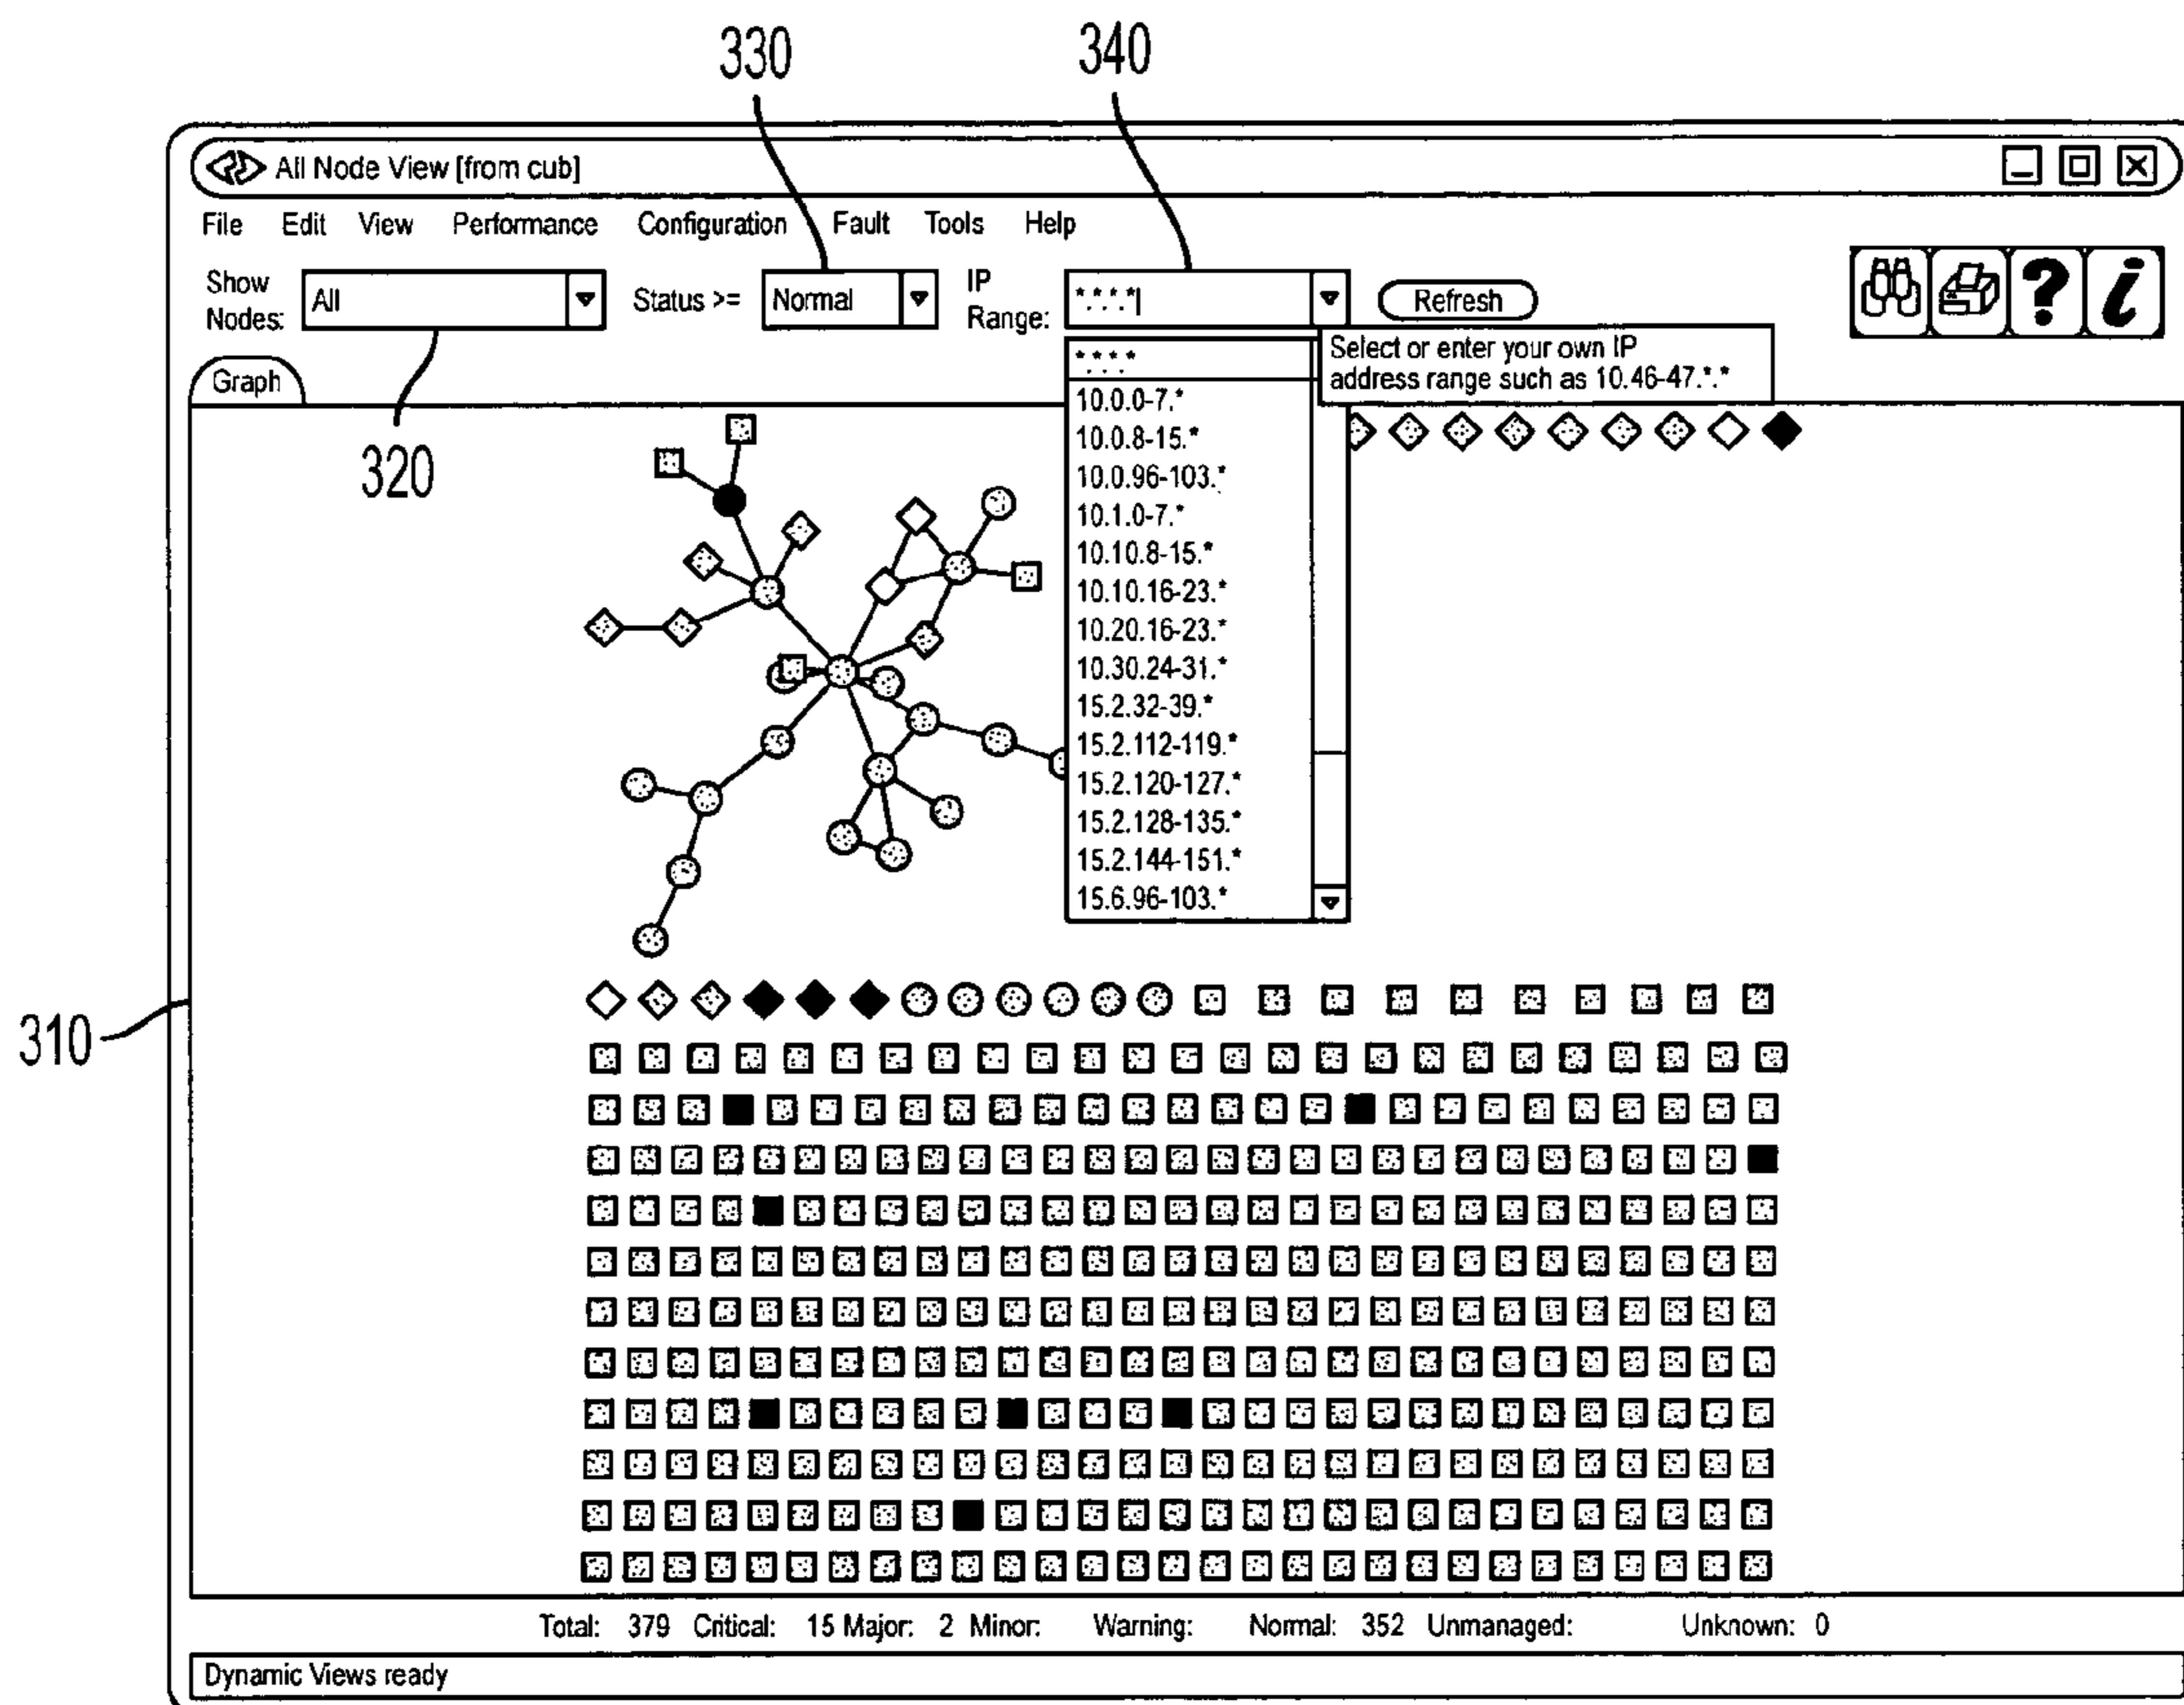 330
340
All Node View [from cub]
File Edit View Performance Configuration Fault Tools Help
Show Nodes: All Status >= Normal IP Range: *.*.*.* Refresh
Select or enter your own IP
address range such as 10.46-47.*.*
Graph
320
*.*.*.*
10.0.0-7.*
10.0.8-15.*
10.0.96-103.*
10.1.0-7.*
10.10.8-15.*
10.10.16-23.*
10.20.16-23.*
10.30.24-31.*
15.2.32-39.*
15.2.112-119.*
15.2.120-127.*
15.2.128-135.*
15.2.144-151.*
15.6.96-103.*
310
Total: 379 Critical: 15 Major: 2 Minor: Warning: Normal: 352 Unmanaged: Unknown: 0
Dynamic Views ready